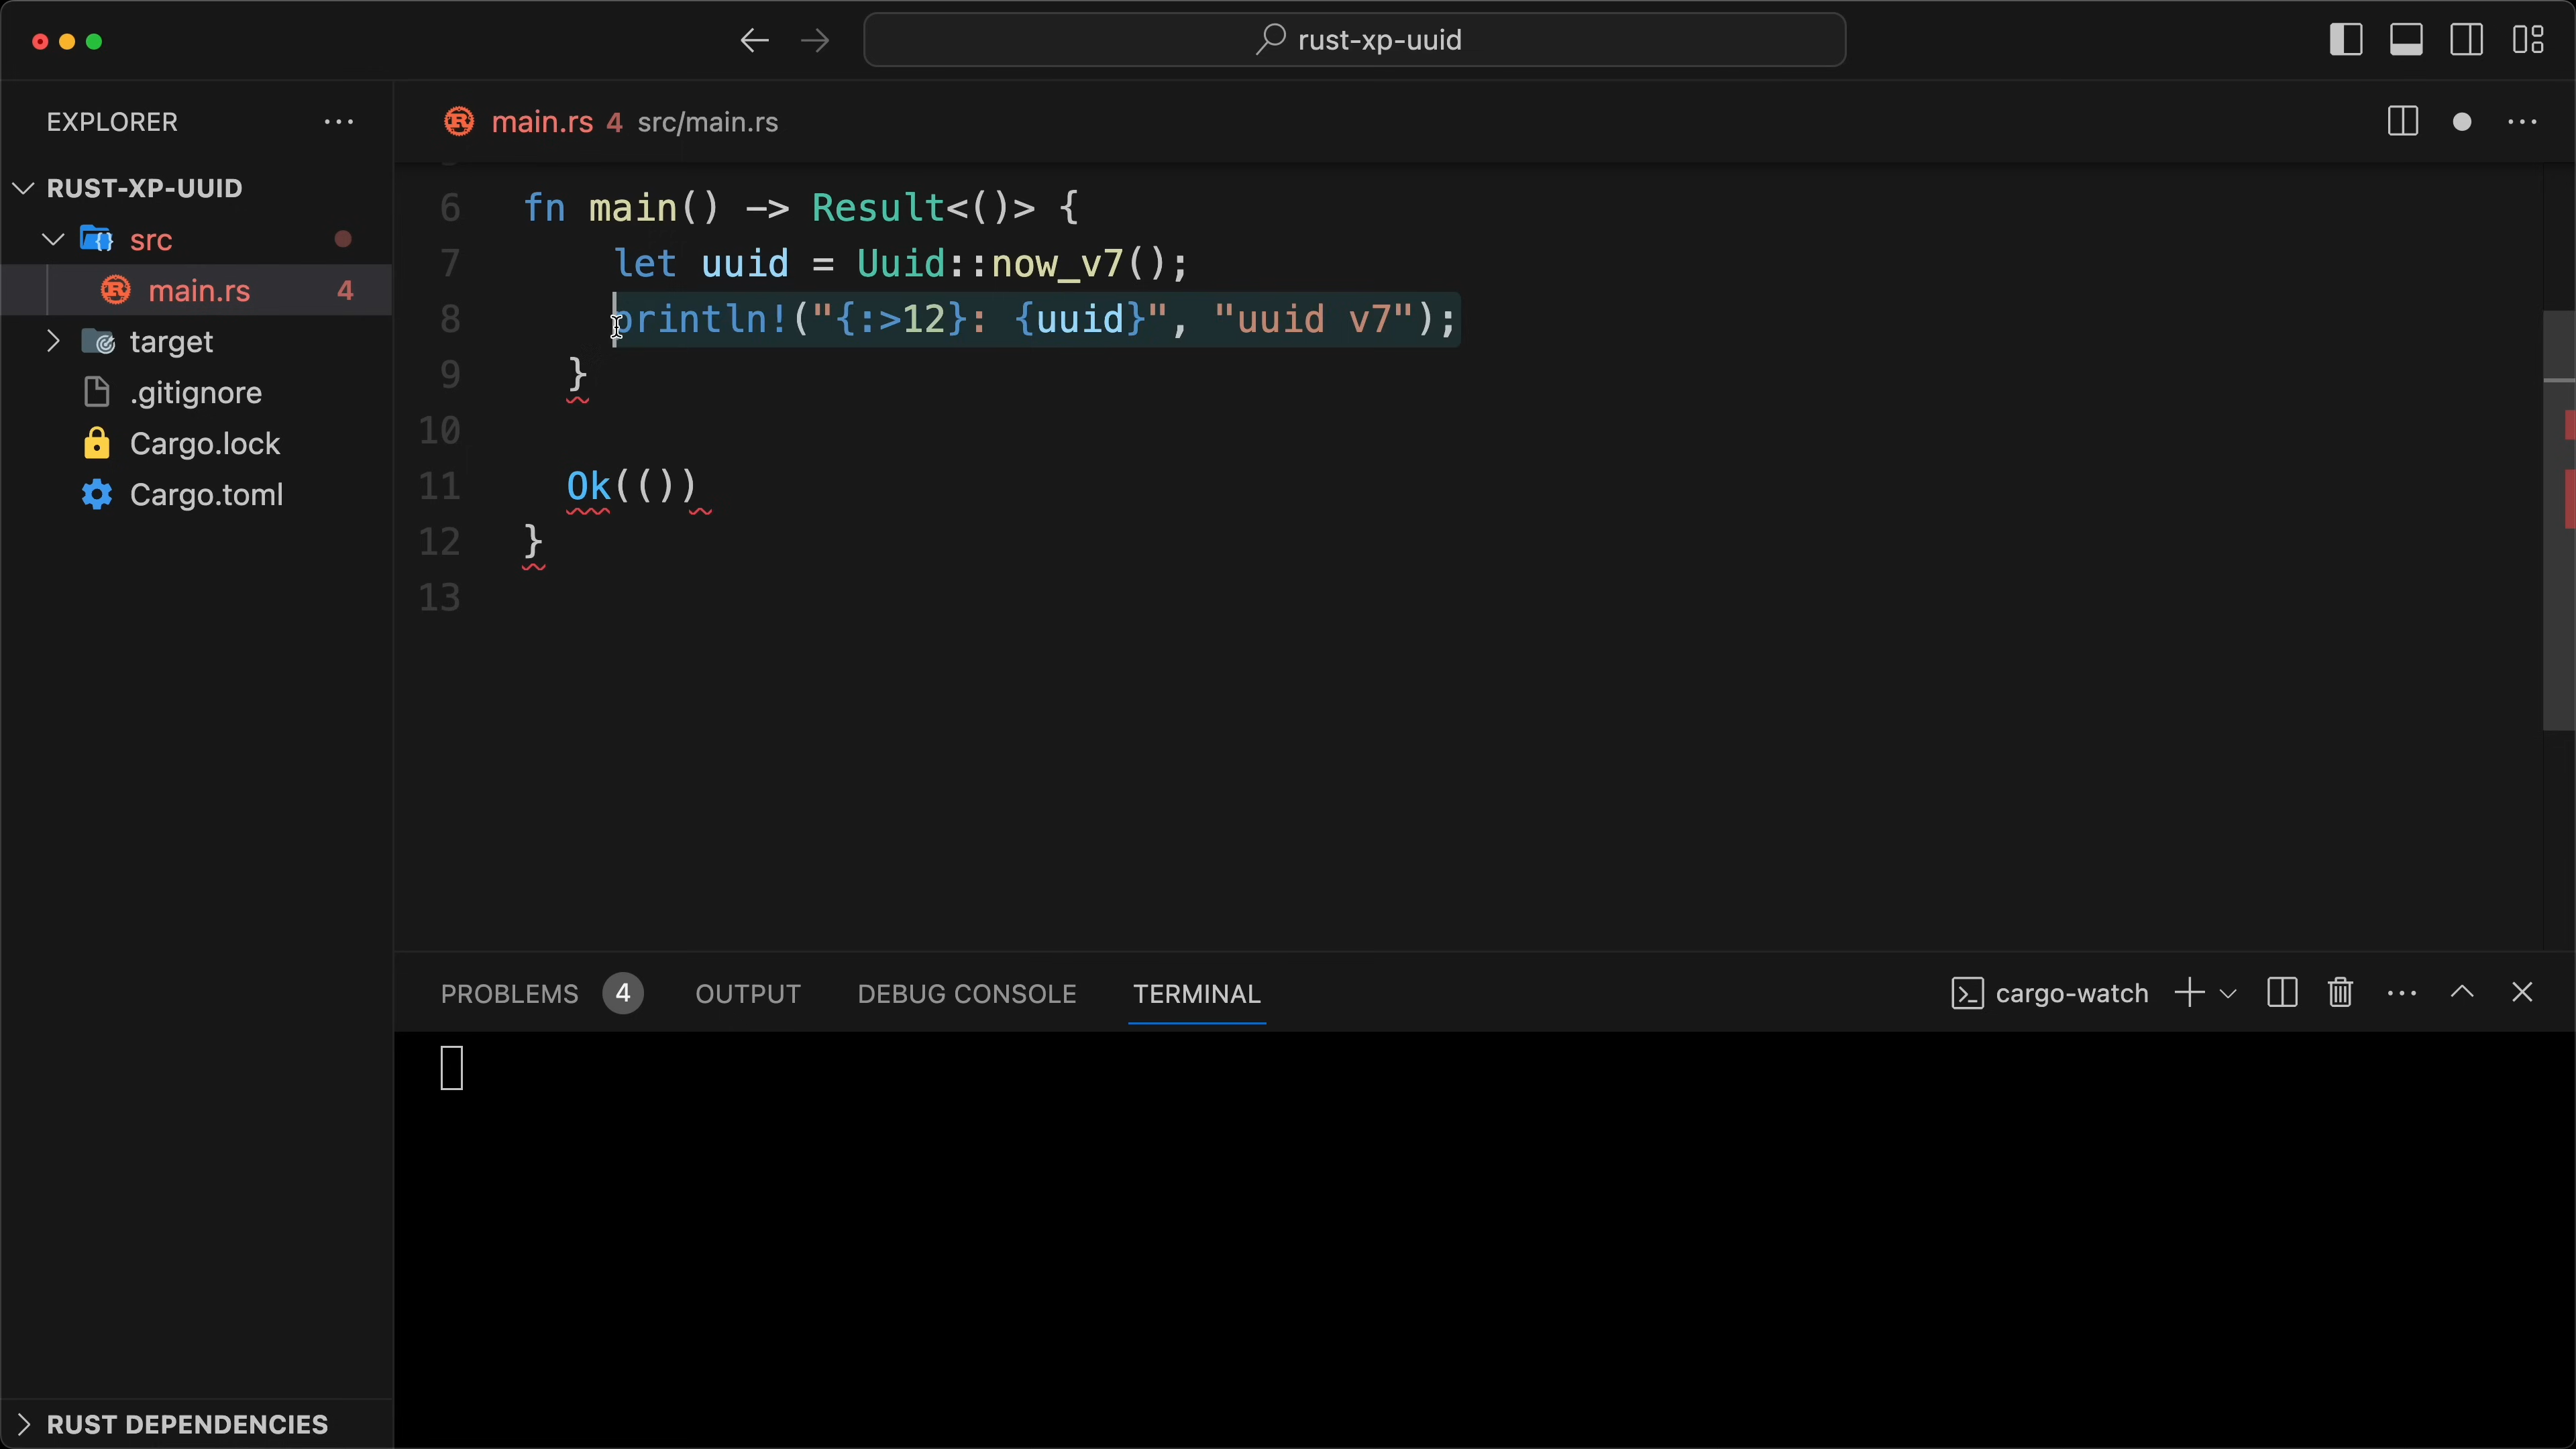 rust-xp-uuid
EXPLORER
main.rs 4 src/main.rs
RUST-XP-UUID
src
main.rs 4
target
.gitignore
Cargo.lock
Cargo.toml
6 fn main() -> Result<()> {
7 let uuid = Uuid::now_v7();
8 println!("{:>12}: {uuid}", "uuid v7");
9 }
10
11 Ok(())
12 }
13
PROBLEMS 4 OUTPUT DEBUG CONSOLE TERMINAL cargo-watch
RUST DEPENDENCIES